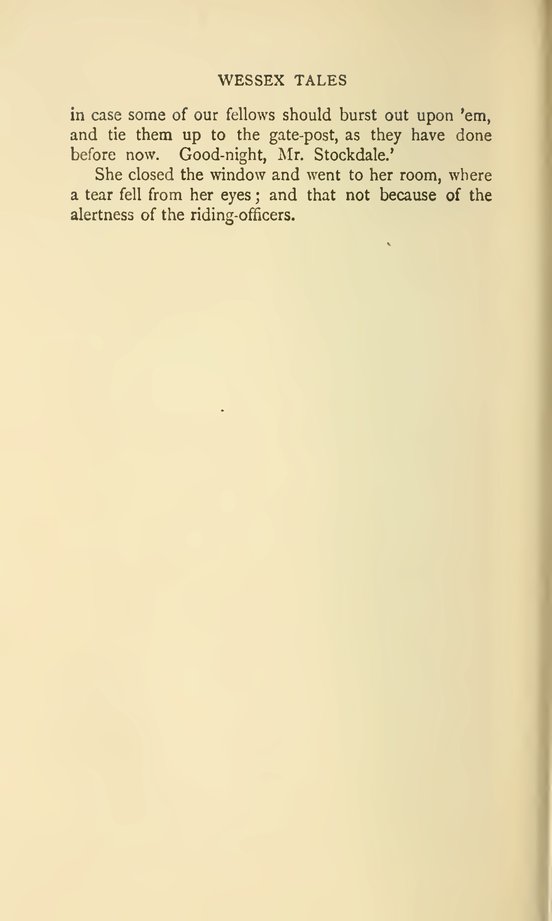 WESSEX TALES
in case some of our fellows should burst out upon 'em,
and tie them up to the gate-post, as they have done
before now. Good-night, Mr. Stockdale.'
She closed the window and went to her room, where
a tear fell from her eyes; and that not because of the
alertness of the riding-officers.